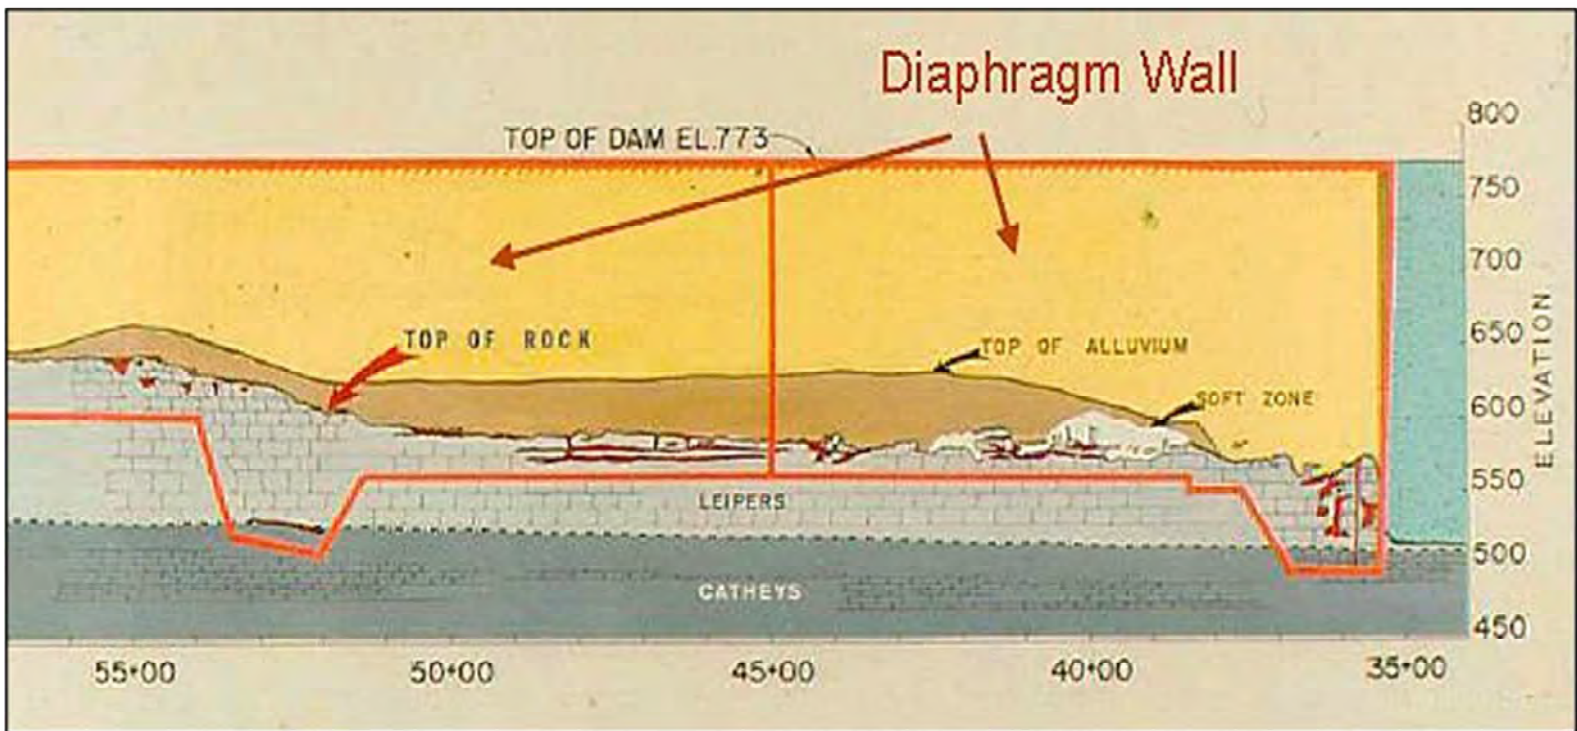 Diaphragm Wall
TOP OF DAM EL.773
800
750
700
650
600
550
500
450
ELEVATION
TOP OF ROCK
TOP OF ALLUVIUM
SOFT ZONE
LEIPERS
CATHEYS
55+00
50+00
45+00
40+00
35+00